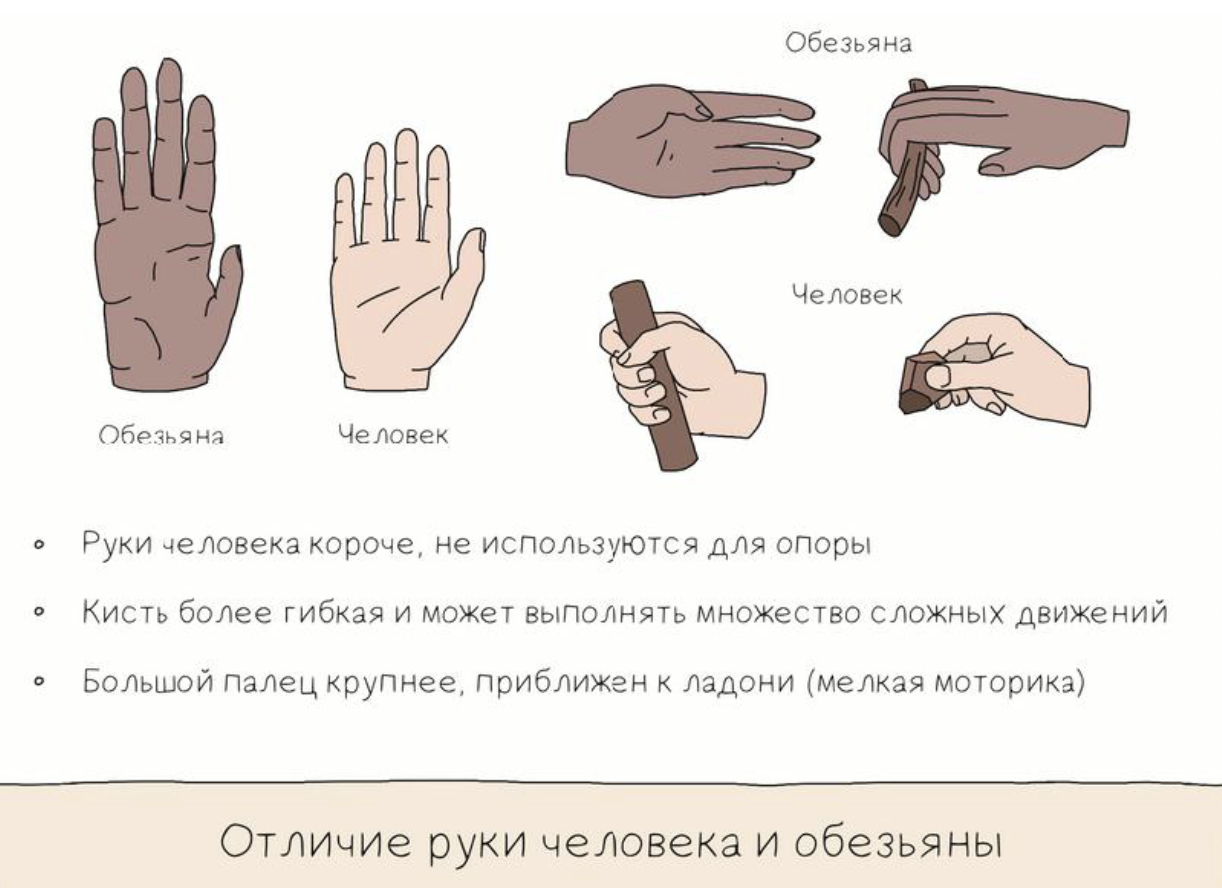 Обезьяна
Обезьяна
Человек
Человек
Человек
Руки человека короче, не используются для опоры
Кисть более гибкая и может выполнять множество сложных движений
Большой палец крупнее, приближен к ладони (мелкая моторика)
Отличие руки человека и обезьяны